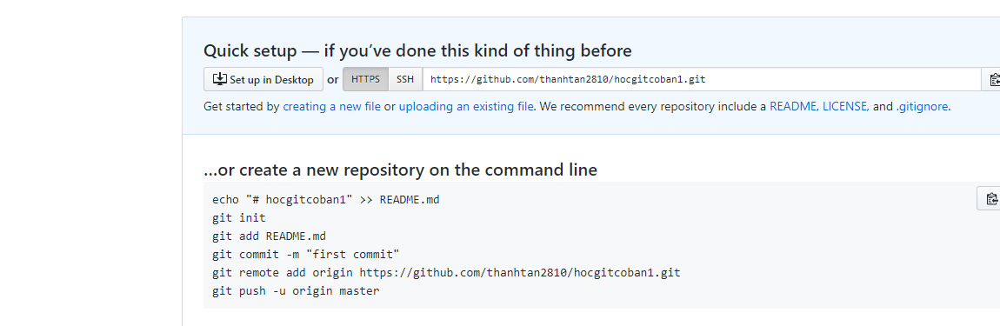 Quick setup — if you’ve done this kind of thing before
Set up in Desktop or HTTPS SSH https://github.com/thanhtan2810/hocgitcoban1.git
Get started by creating a new file or uploading an existing file. We recommend every repository include a README, LICENSE, and .gitignore.
…or create a new repository on the command line
echo "# hocgitcoban1" >> README.md
git init
git add README.md
git commit -m "first commit"
git remote add origin https://github.com/thanhtan2810/hocgitcoban1.git
git push -u origin master